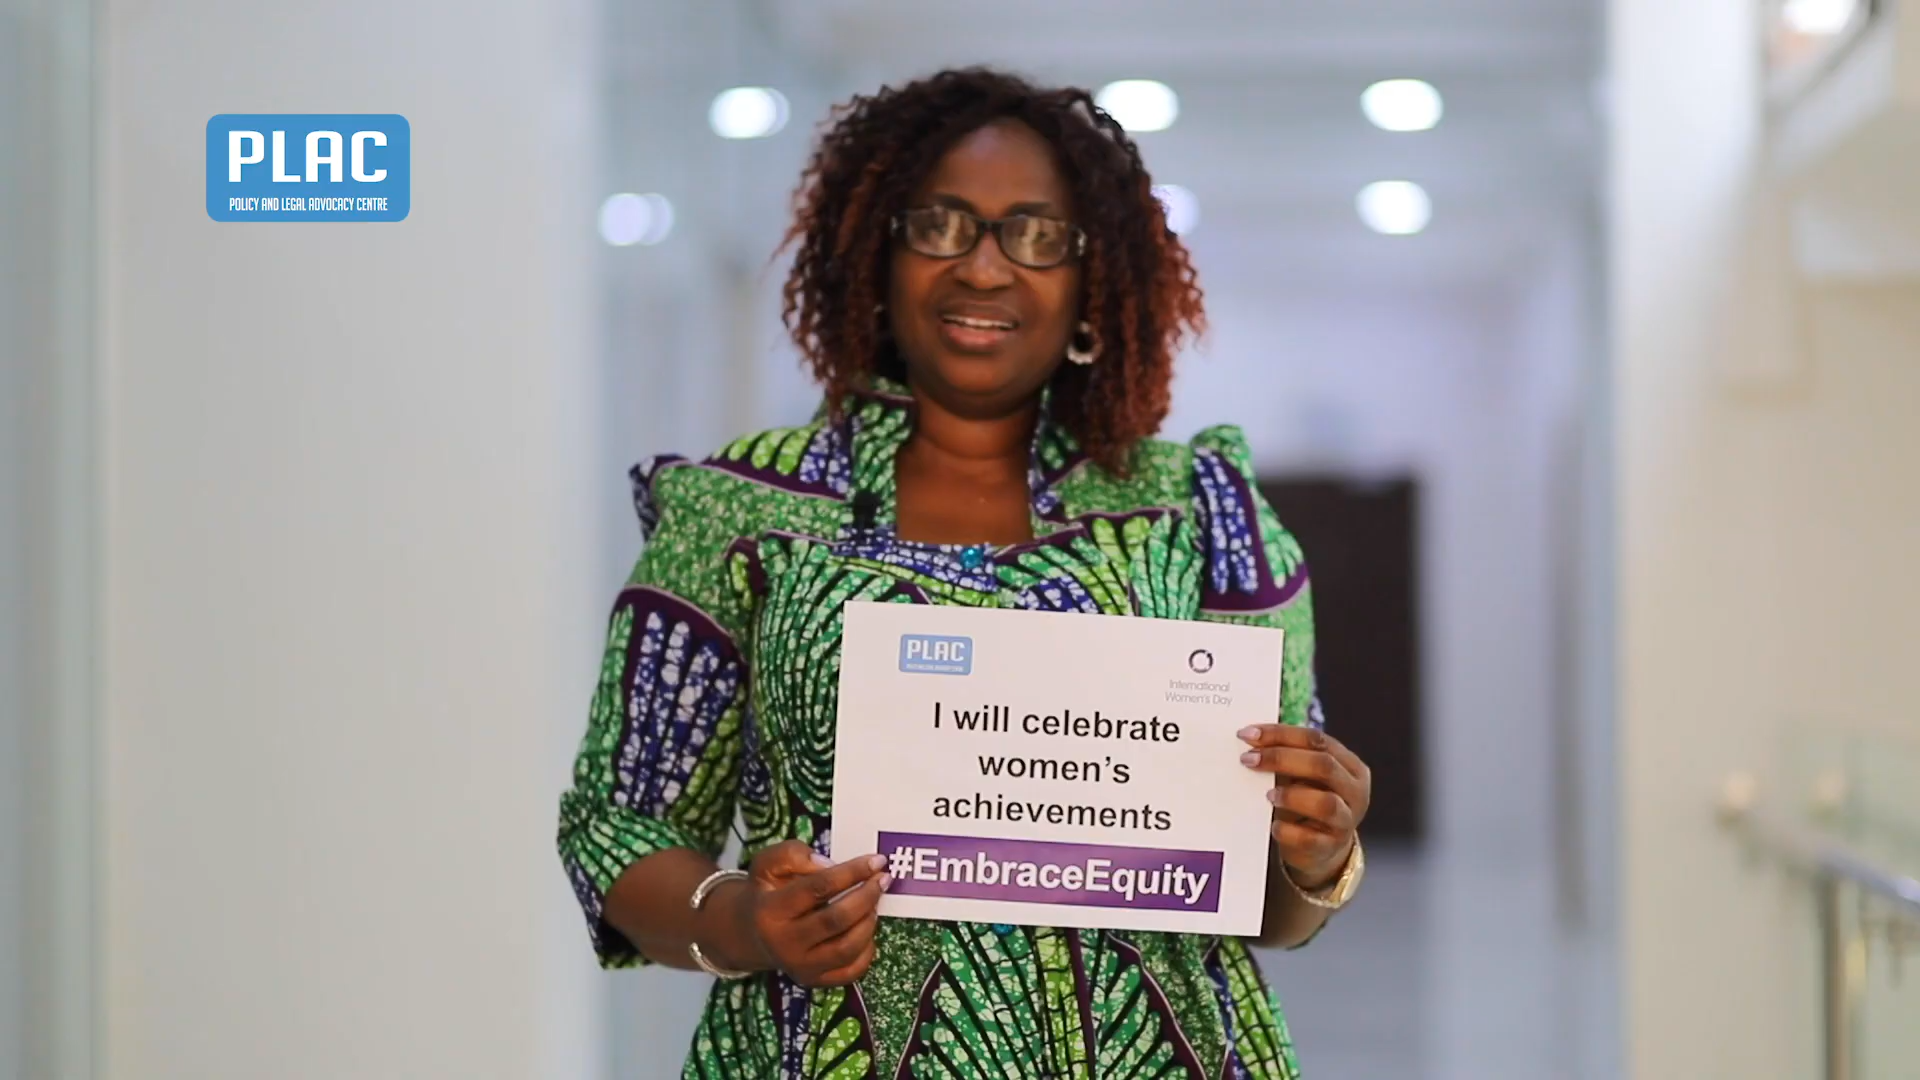 PLAC
POLICY AND LEGAL ADVOCACY CENTRE
PLAC
International
Women's Day
I will celebrate
women's
achievements
#EmbraceEquity